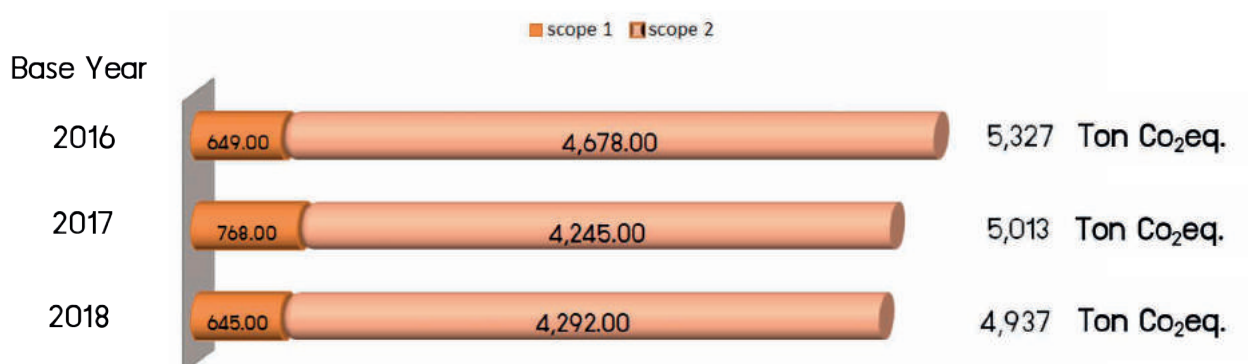 scope 1 scope 2
Base Year
2016 649.00 4,678.00 5,327 Ton Co₂eq.
2017 768.00 4,245.00 5,013 Ton Co₂eq.
2018 645.00 4,292.00 4,937 Ton Co₂eq.